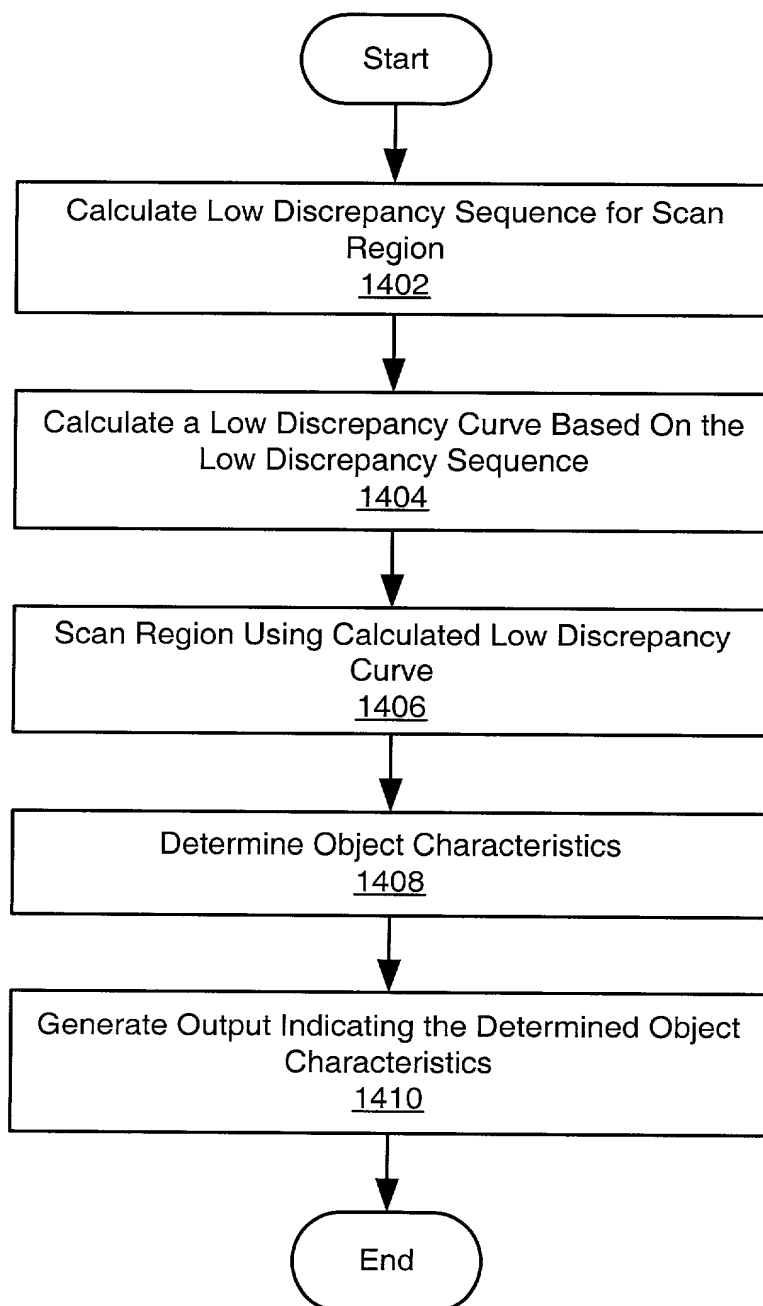 Start
Calculate Low Discrepancy Sequence for Scan
Region
1402
Calculate a Low Discrepancy Curve Based On the
Low Discrepancy Sequence
1404
Scan Region Using Calculated Low Discrepancy
Curve
1406
Determine Object Characteristics
1408
Generate Output Indicating the Determined Object
Characteristics
1410
End